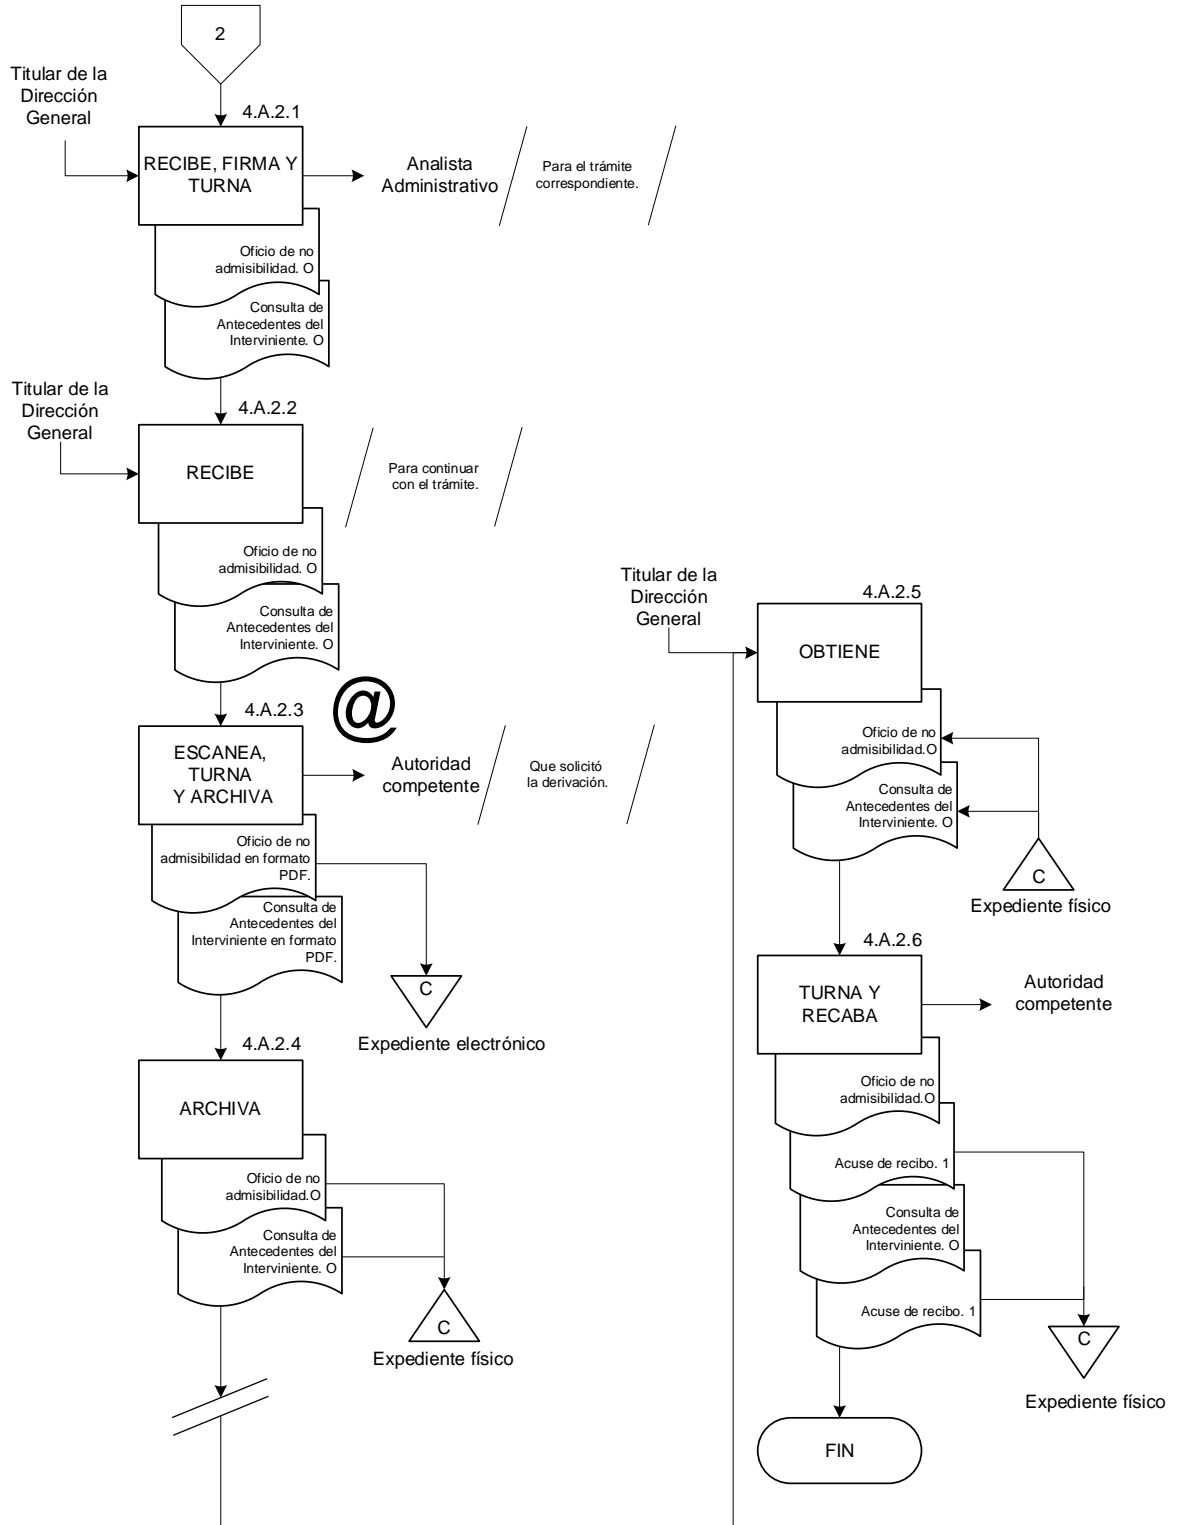 2
Titular de la
Dirección
General
4.A.2.1
RECIBE, FIRMA Y
TURNA
Analista
Administrativo
Para el trámite
correspondiente.
Oficio de no
admisibilidad. O
Consulta de
Antecedentes del
Interviniente. O
Titular de la
Dirección
General
4.A.2.2
RECIBE
Para continuar
con el trámite.
Oficio de no
admisibilidad. O
Consulta de
Antecedentes del
Interviniente. O
@
4.A.2.3
ESCANEA,
TURNA
Y ARCHIVA
Autoridad
competente
Que solicitó
la derivación.
Oficio de no
admisibilidad en formato
PDF.
Consulta de
Antecedentes del
Interviniente en formato
PDF.
C
Expediente electrónico
4.A.2.4
ARCHIVA
Oficio de no
admisibilidad.O
Consulta de
Antecedentes del
Interviniente. O
C
Expediente físico
Titular de la
Dirección
General
4.A.2.5
OBTIENE
Oficio de no
admisibilidad.O
Consulta de
Antecedentes del
Interviniente. O
C
Expediente físico
4.A.2.6
TURNA Y
RECABA
Autoridad
competente
Oficio de no
admisibilidad.O
Acuse de recibo. 1
Consulta de
Antecedentes del
Interviniente. O
Acuse de recibo. 1
C
Expediente físico
FIN